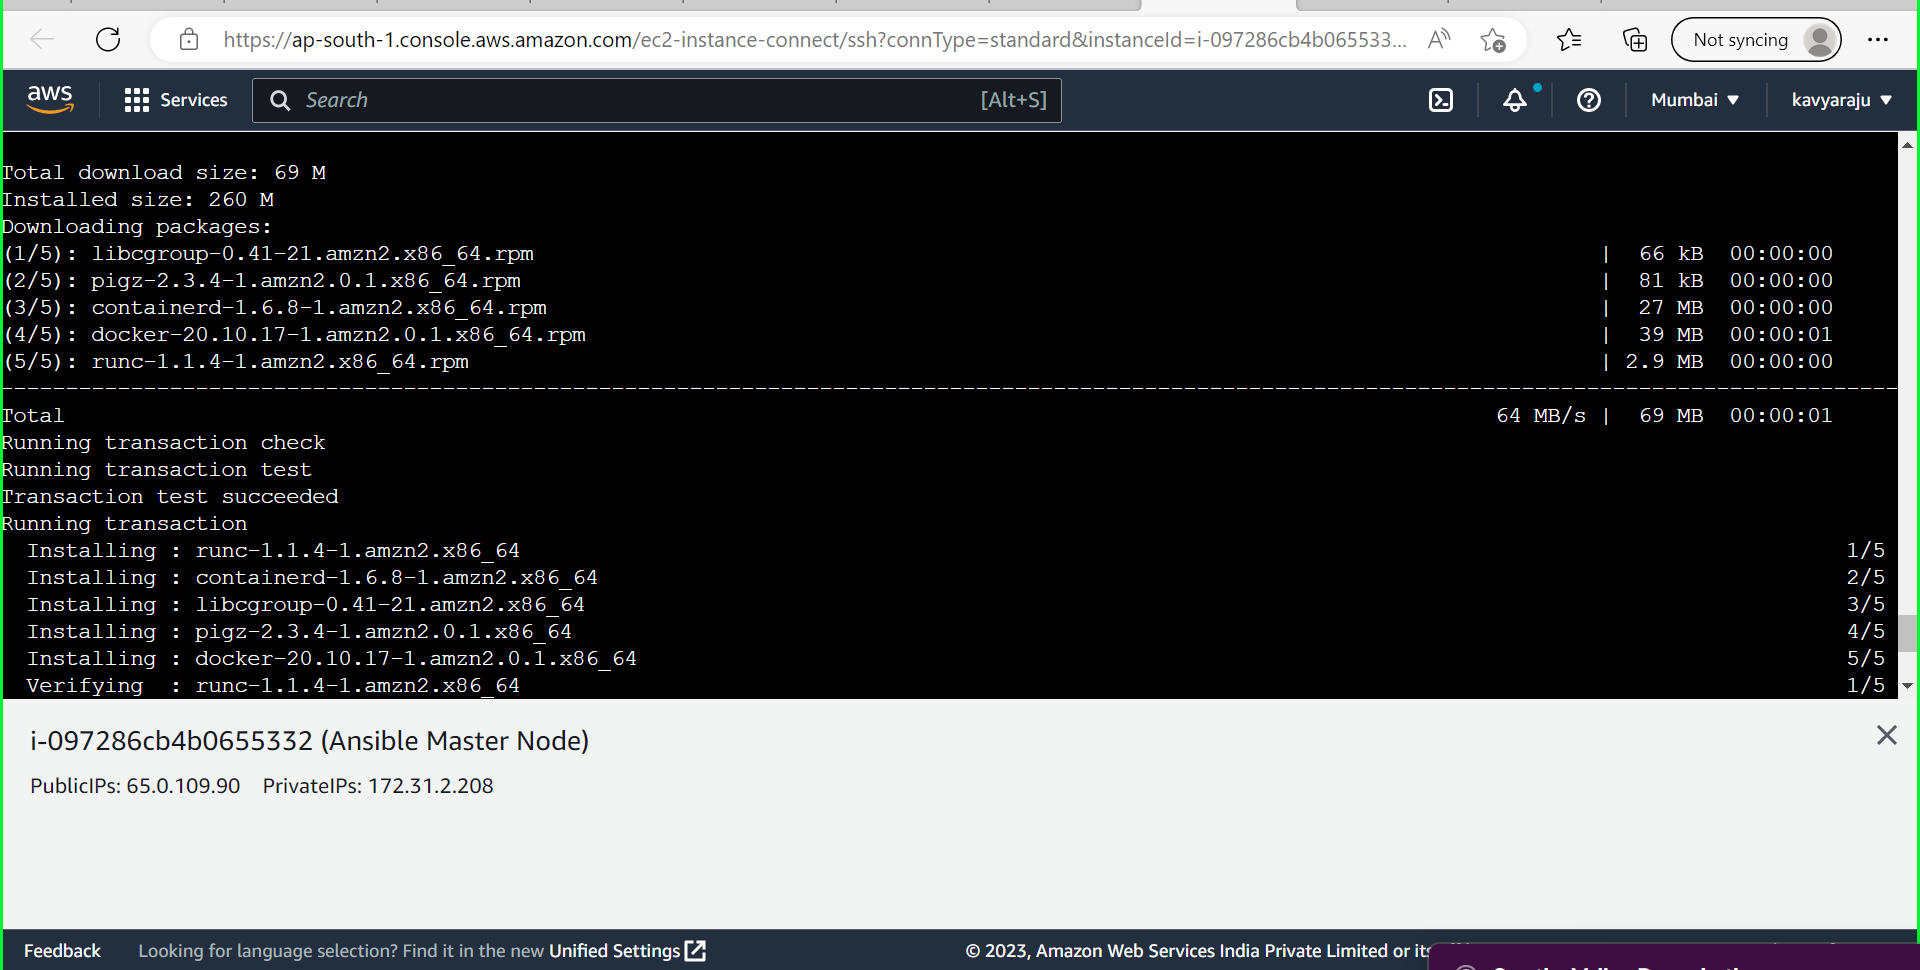 https://ap-south-1.console.aws.amazon.com/ec2-instance-connect/ssh?connType=standard&instanceId=i-097286cb4b065533...
Not syncing
aws
Services
Search
[Alt+S]
Mumbai
kavyaraju
Total download size: 69 M
Installed size: 260 M
Downloading packages:
(1/5): libcgroup-0.41-21.amzn2.x86_64.rpm | 66 kB 00:00:00
(2/5): pigz-2.3.4-1.amzn2.0.1.x86_64.rpm | 81 kB 00:00:00
(3/5): containerd-1.6.8-1.amzn2.x86_64.rpm | 27 MB 00:00:00
(4/5): docker-20.10.17-1.amzn2.0.1.x86_64.rpm | 39 MB 00:00:01
(5/5): runc-1.1.4-1.amzn2.x86_64.rpm | 2.9 MB 00:00:00
Total 64 MB/s | 69 MB 00:00:01
Running transaction check
Running transaction test
Transaction test succeeded
Running transaction
Installing : runc-1.1.4-1.amzn2.x86_64 1/5
Installing : containerd-1.6.8-1.amzn2.x86_64 2/5
Installing : libcgroup-0.41-21.amzn2.x86_64 3/5
Installing : pigz-2.3.4-1.amzn2.0.1.x86_64 4/5
Installing : docker-20.10.17-1.amzn2.0.1.x86_64 5/5
Verifying : runc-1.1.4-1.amzn2.x86_64 1/5
i-097286cb4b0655332 (Ansible Master Node)
PublicIPs: 65.0.109.90 PrivateIPs: 172.31.2.208
Feedback Looking for language selection? Find it in the new Unified Settings © 2023, Amazon Web Services India Private Limited or its